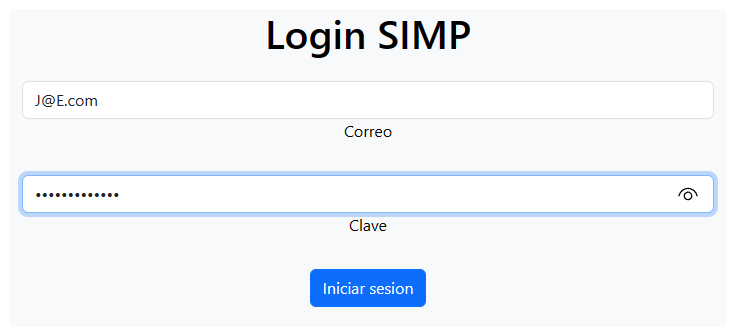 Login SIMP
J@E.com
Correo
•••••••••••••
Clave
Iniciar sesion